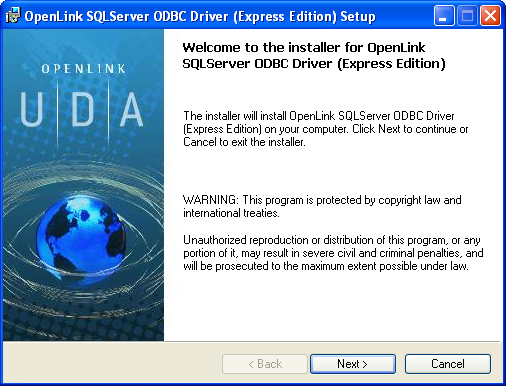 OpenLink SQLServer ODBC Driver (Express Edition) Setup
OPENLINK
UDA
Welcome to the installer for OpenLink
SQLServer ODBC Driver (Express Edition)
The installer will install OpenLink SQLServer ODBC Driver
(Express Edition) on your computer. Click Next to continue or
Cancel to exit the installer.
WARNING: This program is protected by copyright law and
international treaties.
Unauthorized reproduction or distribution of this program, or any
portion of it, may result in severe civil and criminal penalties, and
will be prosecuted to the maximum extent possible under law.
< Back
Next >
Cancel